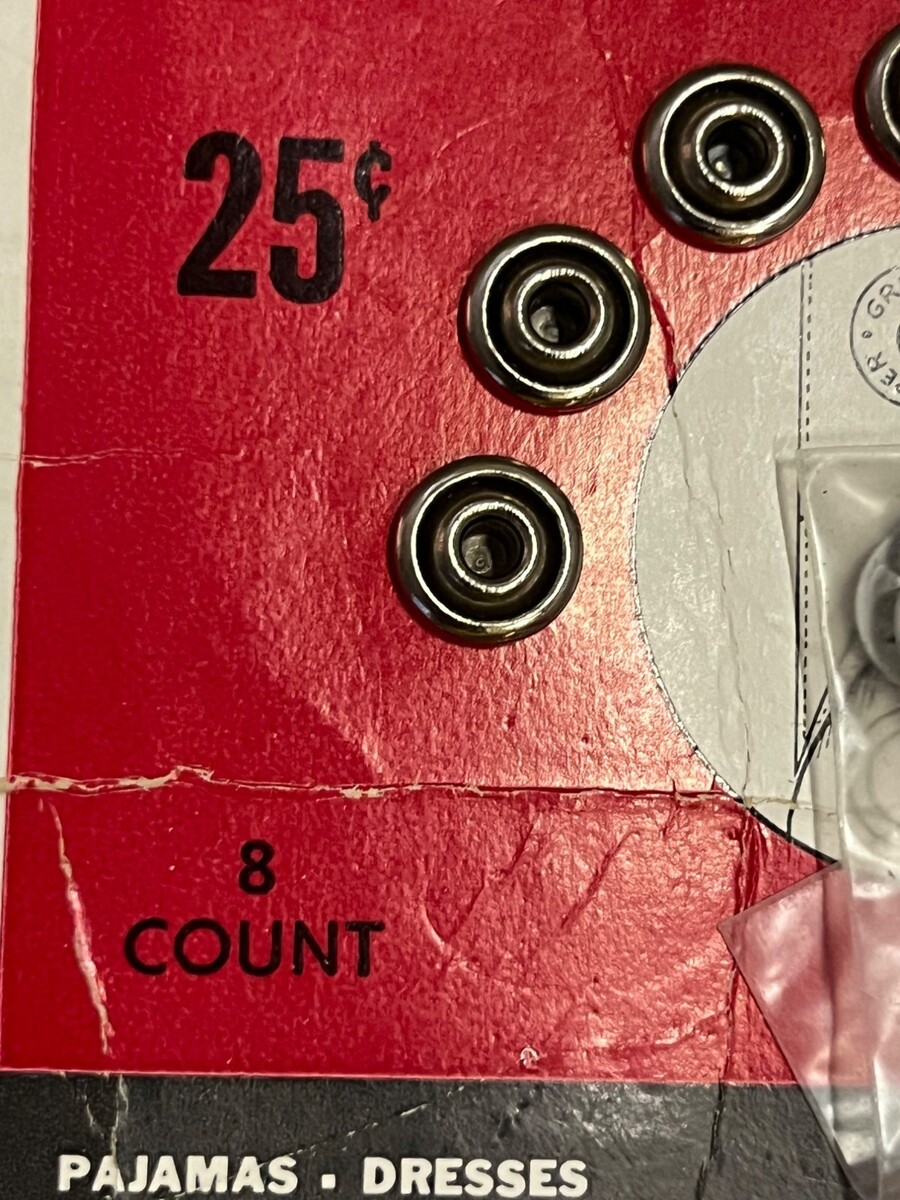 25¢
8
COUNT
PAJAMAS • DRESSES